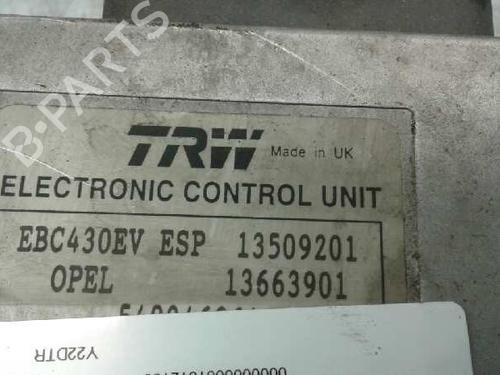 B-PARTS
TRW Made in UK
ELECTRONIC CONTROL UNIT
EBC430EV ESP 13509201
OPEL 13663901
Y22DTR